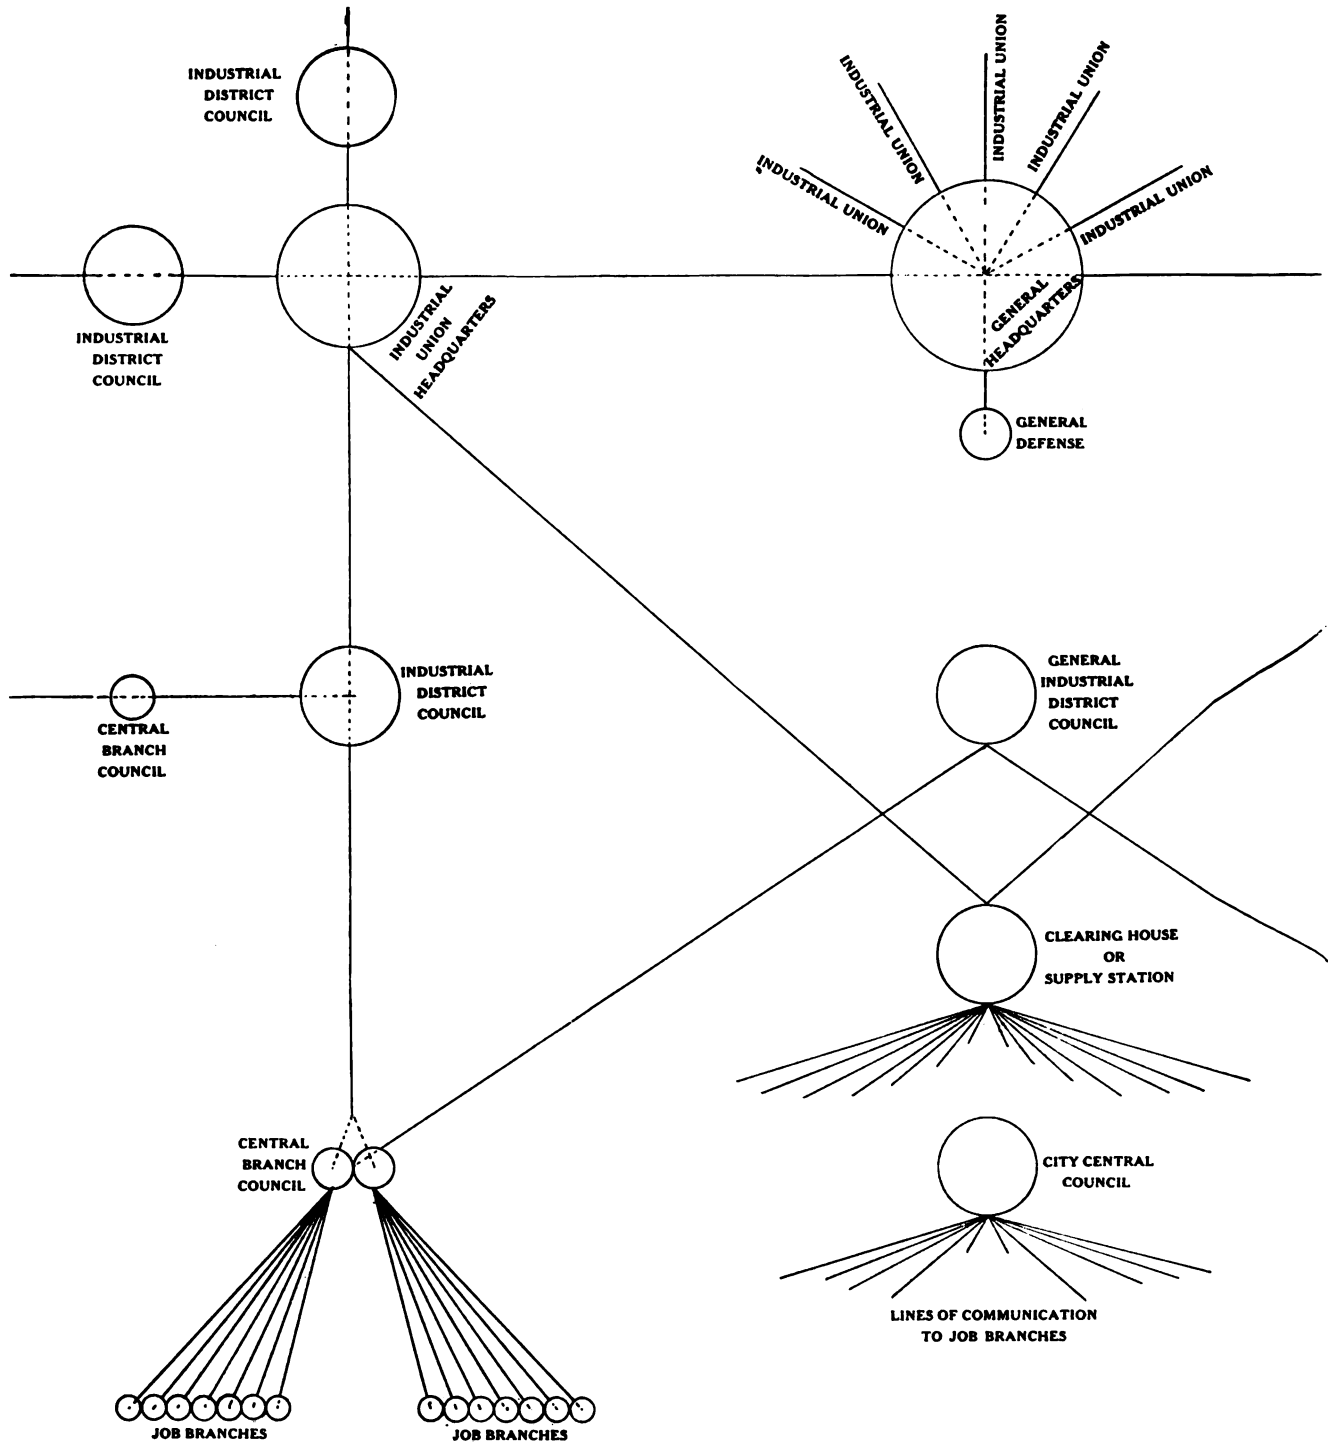 INDUSTRIAL
DISTRICT
COUNCIL
INDUSTRIAL UNION
INDUSTRIAL UNION
INDUSTRIAL UNION
INDUSTRIAL UNION
INDUSTRIAL UNION
INDUSTRIAL
DISTRICT
COUNCIL
INDUSTRIAL
UNION
HEADQUARTERS
GENERAL
HEADQUARTERS
GENERAL
DEFENSE
CENTRAL
BRANCH
COUNCIL
INDUSTRIAL
DISTRICT
COUNCIL
GENERAL
INDUSTRIAL
DISTRICT
COUNCIL
CLEARING HOUSE
OR
SUPPLY STATION
CENTRAL
BRANCH
COUNCIL
CITY CENTRAL
COUNCIL
LINES OF COMMUNICATION
TO JOB BRANCHES
JOB BRANCHES
JOB BRANCHES